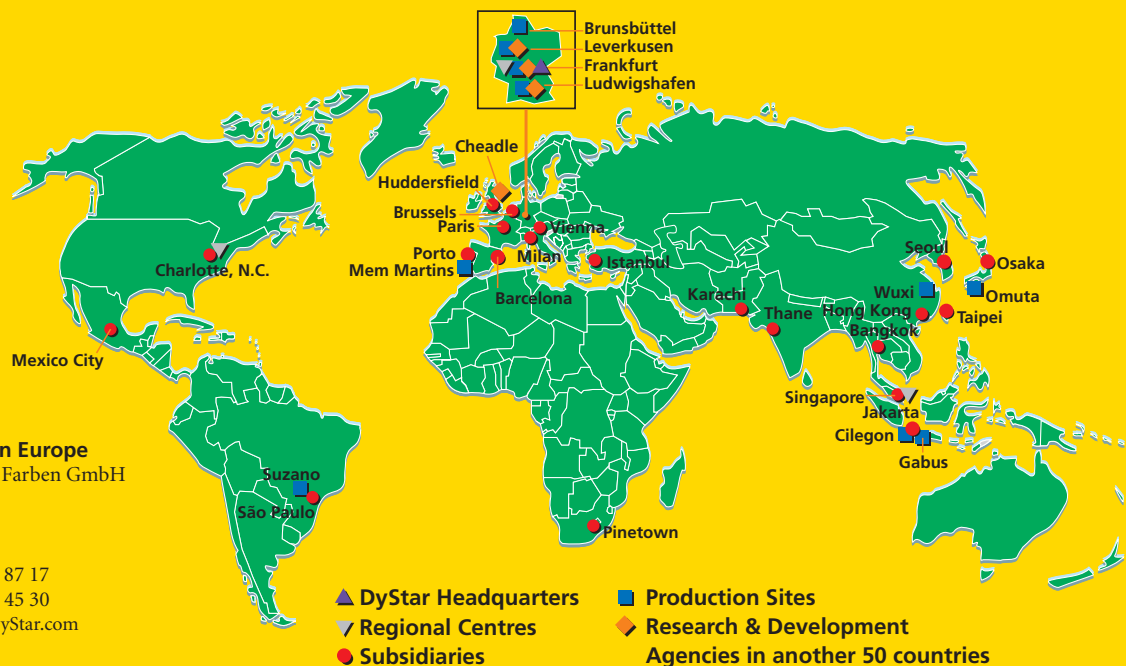 Brunsbüttel
Leverkusen
Frankfurt
Ludwigshafen
Cheadle
Huddersfield
Brussels
Paris
Vienna
Milan
Porto
Mem Martins
Istanbul
Barcelona
Charlotte, N.C.
Mexico City
Seoul
Osaka
Karachi
Wuxi
Omuta
Thane
Hong Kong
Taipei
Bangkok
Singapore
Jakarta
Cilegon
Gabus
n Europe
Farben GmbH
Suzano
São Paulo
Pinetown
87 17
45 30
yStar.com
DyStar Headquarters
Regional Centres
Subsidiaries
Production Sites
Research & Development
Agencies in another 50 countries